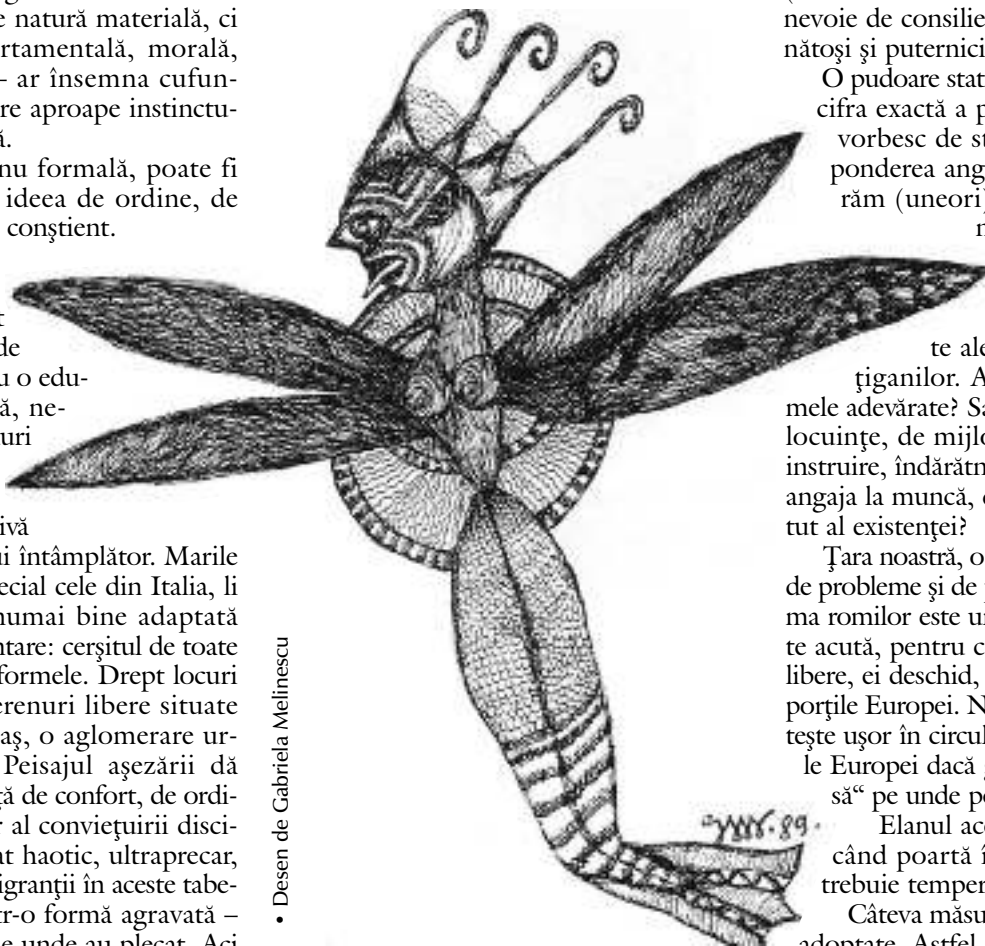 e natură materială, ci
rtamentală, morală,
– ar însemna cufun-
re aproape instinctu-
ă.
nu formală, poate fi
ideea de ordine, de
conştient.
t
de
u o edu-
ă, ne-
uri
ivă
i întâmplător. Marile
ecial cele din Italia, li
numai bine adaptată
ntare: cerşitul de toate
formele. Drept locuri
erenuri libere situate
aş, o aglomerare ur-
Peisajul aşezării dă
ţă de confort, de ordi-
r al convieţuirii disci-
at haotic, ultraprecar,
igranţii în aceste tabe-
tr-o formă agravată –
e unde au plecat. Aci
• Desen de Gabriela Melinescu
89.
nevoie de consilie
nătoşi şi puternici
O pudoare stat
cifra exactă a p
vorbesc de st
ponderea ang
răm (uneori)
n
te ale
ţiganilor. A
mele adevărate? Sa
locuinţe, de mijlo
instruire, îndărătn
angaja la muncă, c
tut al existenţei?
Ţara noastră, o
de probleme şi de p
ma romilor este un
te acută, pentru c
libere, ei deschid,
porţile Europei. N
teşte uşor în circul
le Europei dacă g
să“ pe unde po
Elanul ace
când poartă î
trebuie temper
Câteva măsu
adoptate. Astfel